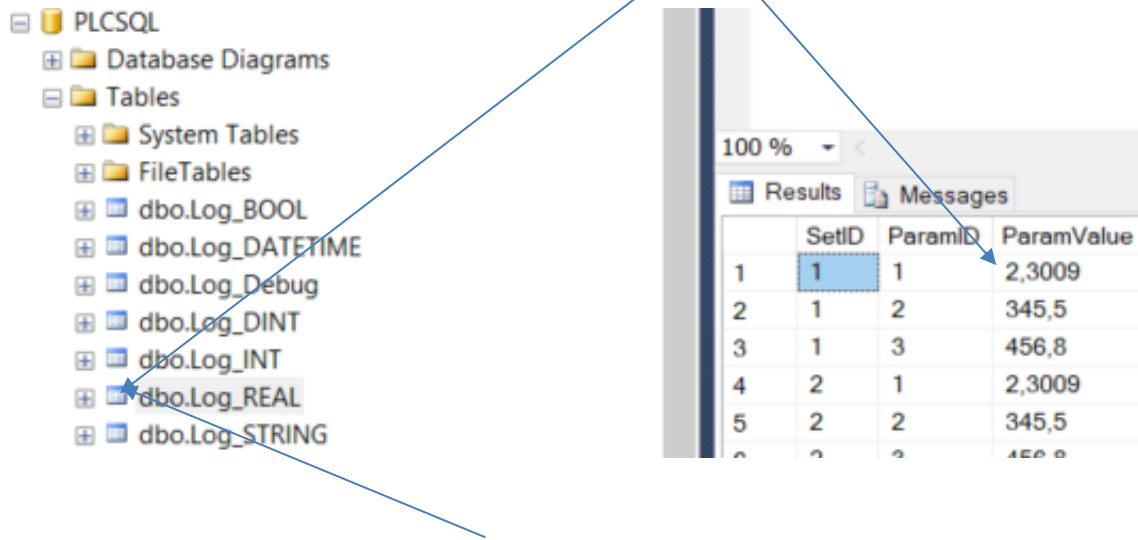 PLCSQL
Database Diagrams
Tables
System Tables
FileTables
dbo.Log_BOOL
dbo.Log_DATETIME
dbo.Log_Debug
dbo.Log_DINT
dbo.Log_INT
dbo.Log_REAL
dbo.Log_STRING
100 %
Results Messages
SetID ParamID ParamValue
1 1 1 2,3009
2 1 2 345,5
3 1 3 456,8
4 2 1 2,3009
5 2 2 345,5